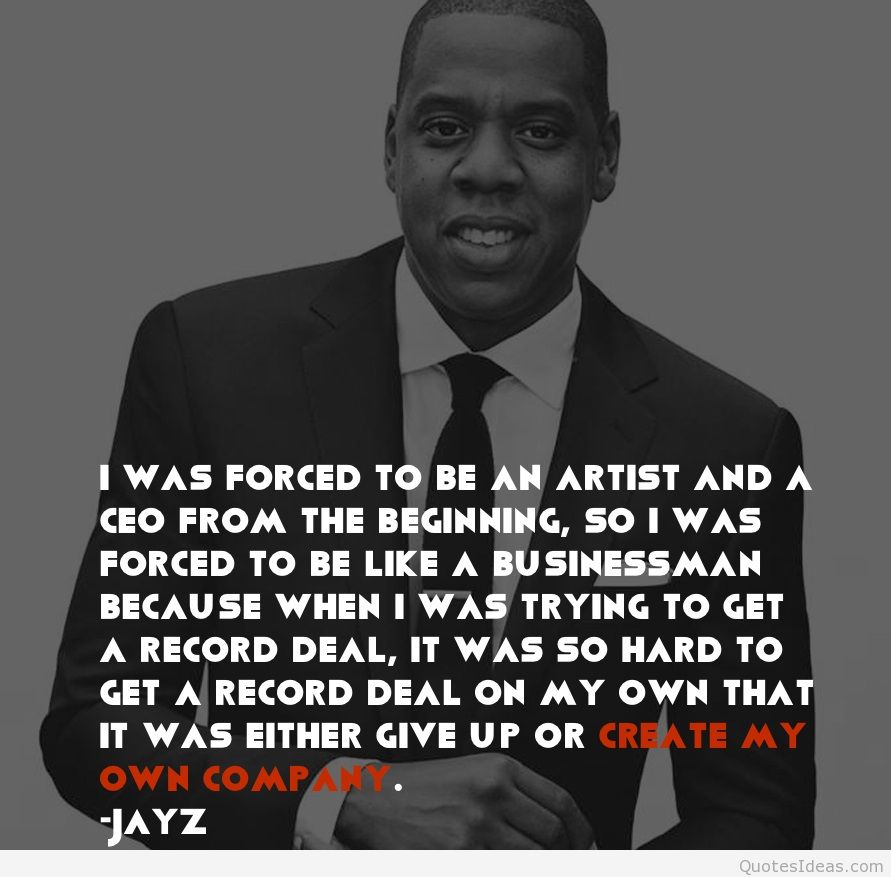 I WAS FORCED TO BE AN ARTIST AND A
CEO FROM THE BEGINNING, SO I WAS
FORCED TO BE LIKE A BUSINESSMAN
BECAUSE WHEN I WAS TRYING TO GET
A RECORD DEAL, IT WAS SO HARD TO
GET A RECORD DEAL ON MY OWN THAT
IT WAS EITHER GIVE UP OR CREATE MY
OWN COMPANY.
-JAYZ
QuotesIdeas.com